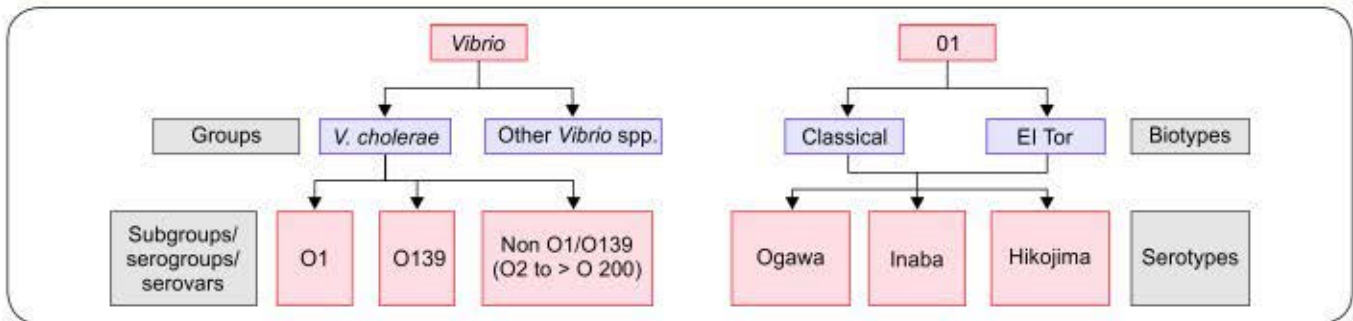 Vibrio
01
Groups
V. cholerae
Other Vibrio spp.
Classical
El Tor
Biotypes
Subgroups/
serogroups/
serovars
O1
O139
Non O1/O139
(O2 to > O 200)
Ogawa
Inaba
Hikojima
Serotypes